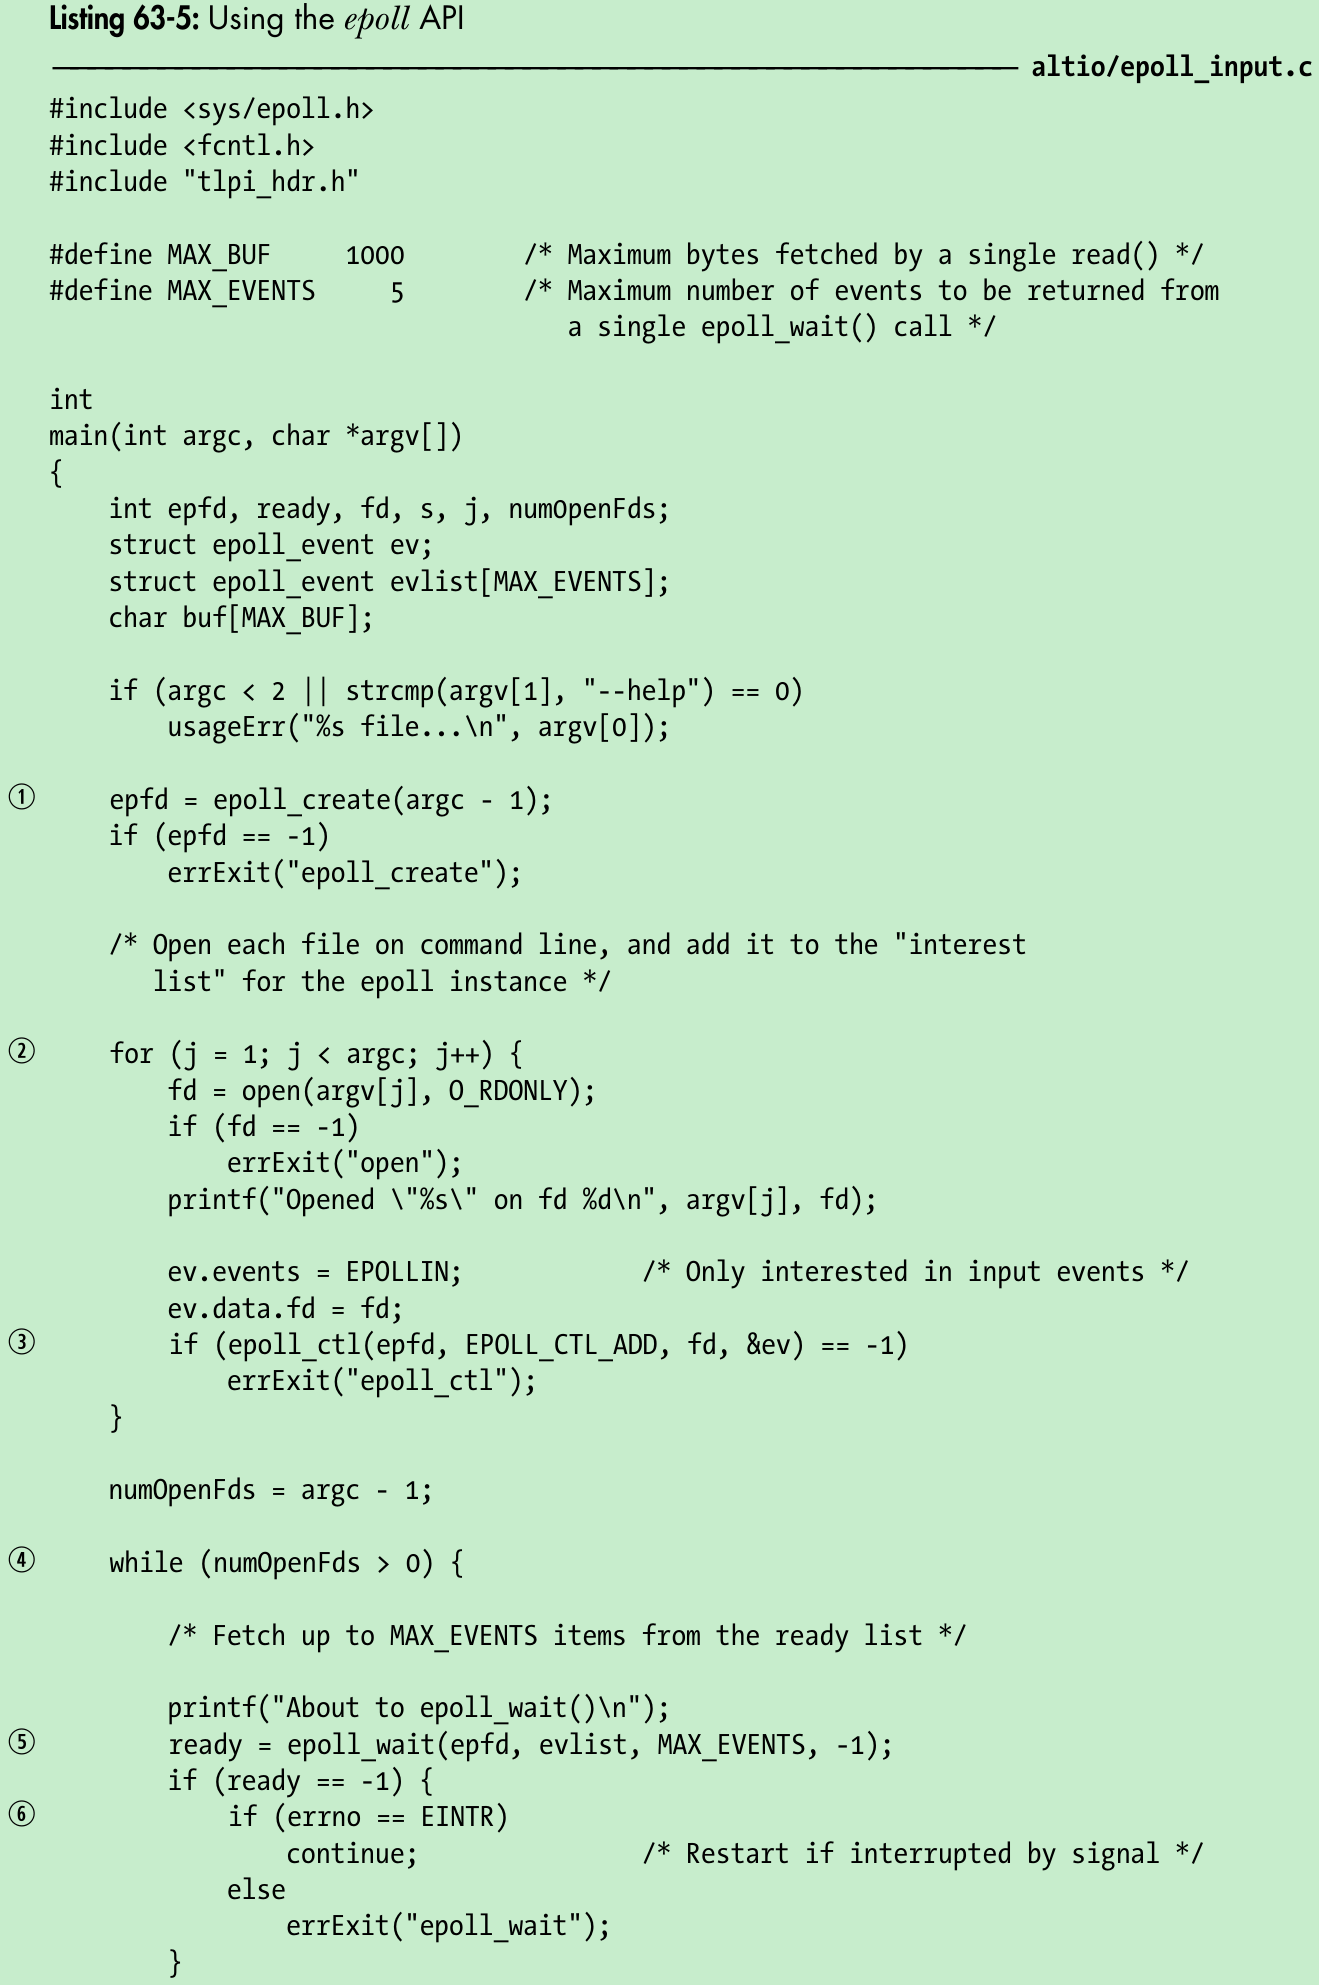 Listing 63-5: Using the epoll API
altio/epoll_input.c
#include <sys/epoll.h>
#include <fcntl.h>
#include "tlpi_hdr.h"
#define MAX_BUF     1000        /* Maximum bytes fetched by a single read() */
#define MAX_EVENTS     5        /* Maximum number of events to be returned from
                                   a single epoll_wait() call */
int
main(int argc, char *argv[])
{
    int epfd, ready, fd, s, j, numOpenFds;
    struct epoll_event ev;
    struct epoll_event evlist[MAX_EVENTS];
    char buf[MAX_BUF];
    if (argc < 2 || strcmp(argv[1], "--help") == 0)
        usageErr("%s file...\n", argv[0]);
① epfd = epoll_create(argc - 1);
    if (epfd == -1)
        errExit("epoll_create");
    /* Open each file on command line, and add it to the "interest
       list" for the epoll instance */
② for (j = 1; j < argc; j++) {
        fd = open(argv[j], O_RDONLY);
        if (fd == -1)
            errExit("open");
        printf("Opened \"%s\" on fd %d\n", argv[j], fd);
        ev.events = EPOLLIN;            /* Only interested in input events */
        ev.data.fd = fd;
③     if (epoll_ctl(epfd, EPOLL_CTL_ADD, fd, &ev) == -1)
            errExit("epoll_ctl");
    }
    numOpenFds = argc - 1;
④ while (numOpenFds > 0) {
        /* Fetch up to MAX_EVENTS items from the ready list */
        printf("About to epoll_wait()\n");
⑤     ready = epoll_wait(epfd, evlist, MAX_EVENTS, -1);
        if (ready == -1) {
⑥         if (errno == EINTR)
                continue;               /* Restart if interrupted by signal */
            else
                errExit("epoll_wait");
        }